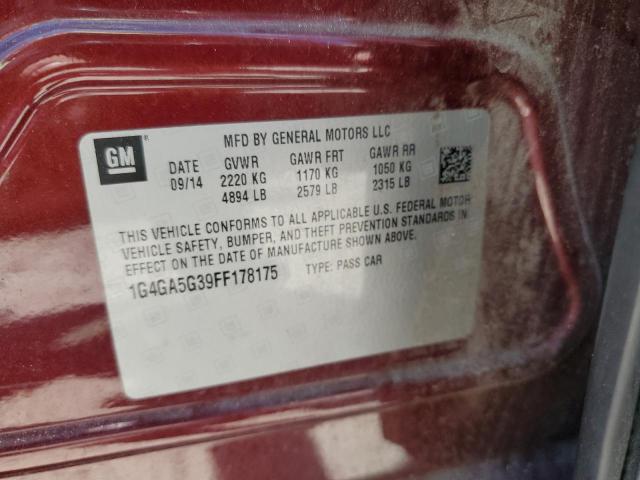 GM
MFD BY GENERAL MOTORS LLC
DATE GVWR GAWR FRT GAWR RR
09/14 2220 KG 1170 KG 1050 KG
4894 LB 2579 LB 2315 LB
THIS VEHICLE CONFORMS TO ALL APPLICABLE U.S. FEDERAL MOTOR
VEHICLE SAFETY, BUMPER, AND THEFT PREVENTION STANDARDS IN
EFFECT ON THE DATE OF MANUFACTURE SHOWN ABOVE.
1G4GA5G39FF178175 TYPE: PASS CAR